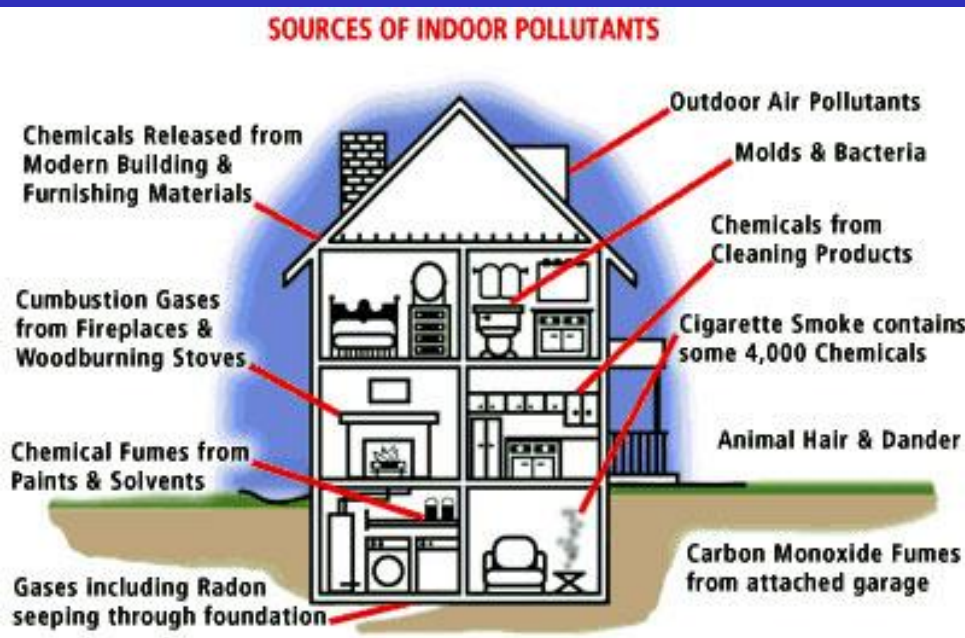 SOURCES OF INDOOR POLLUTANTS
Chemicals Released from
Modern Building &
Furnishing Materials
Cumbustion Gases
from Fireplaces &
Woodburning Stoves
Chemical Fumes from
Paints & Solvents
Gases including Radon
seeping through foundation
Outdoor Air Pollutants
Molds & Bacteria
Chemicals from
Cleaning Products
Cigarette Smoke contains
some 4,000 Chemicals
Animal Hair & Dander
Carbon Monoxide Fumes
from attached garage